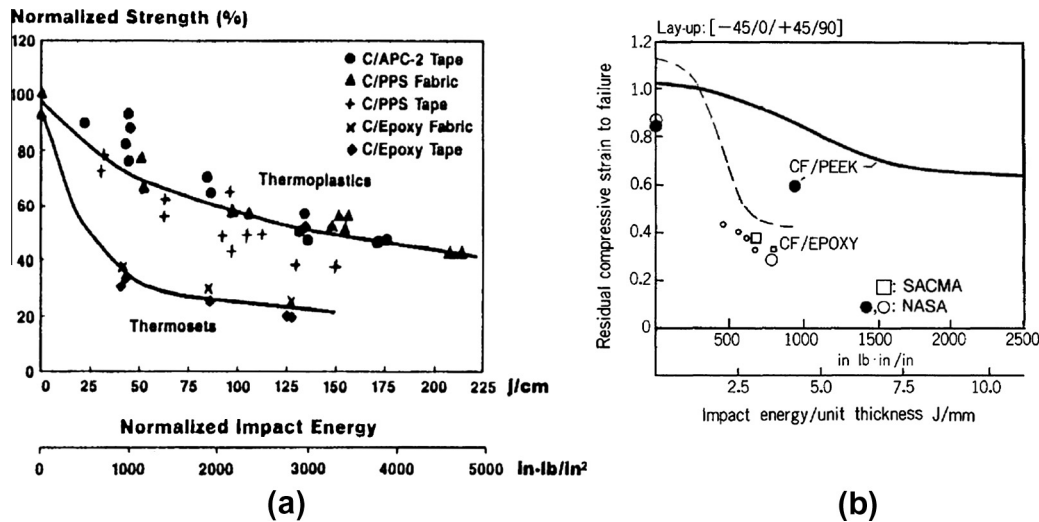 Normalized Strength (%)
120
100
80
60
40
20
0
● C/APC-2 Tape
▲ C/PPS Fabric
+ C/PPS Tape
× C/Epoxy Fabric
◆ C/Epoxy Tape
Thermoplastics
Thermosets
0 25 50 75 100 125 150 175 200 225 J/cm
Normalized Impact Energy
0 1000 2000 3000 4000 5000 in-lb/in²
(a)
Lay-up: [−45/0/+45/90]
Residual compressive strain to failure
1.2
1.0
0.8
0.6
0.4
0.2
0
CF/PEEK
CF/EPOXY
□: SACMA
●,○: NASA
500 1000 1500 2000 2500
in lb·in/in
2.5 5.0 7.5 10.0
Impact energy/unit thickness J/mm
(b)